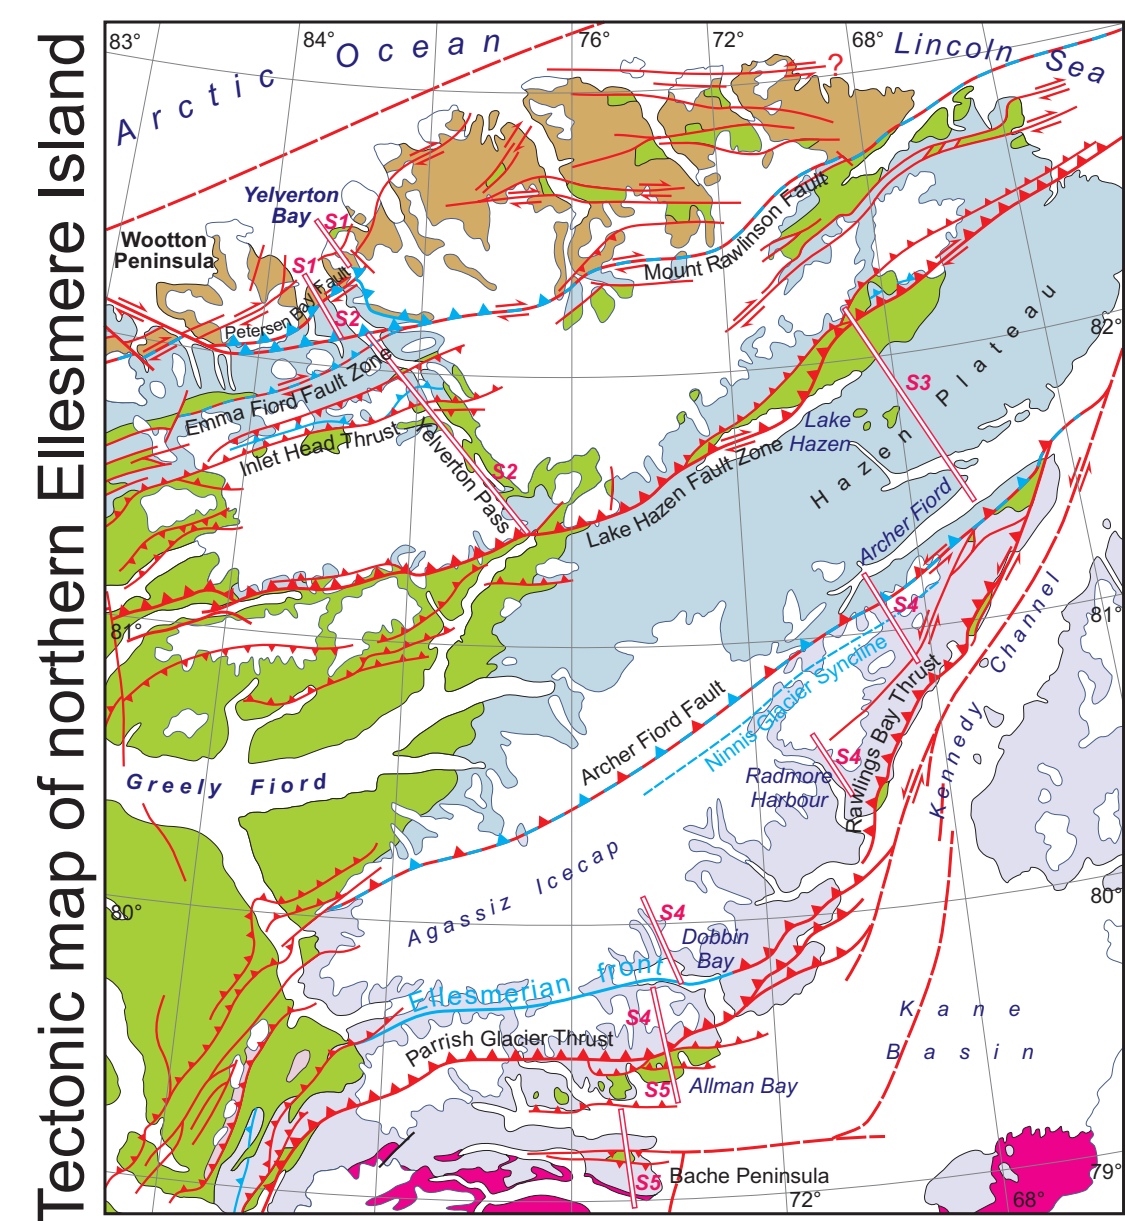 Tectonic map of northern Ellesmere Island
83°
84°
76°
72°
68°
Arctic Ocean
Lincoln Sea
?
Yelverton
Bay
S1
Wootton
Peninsula
S1
Mount Rawlinson Fault
Petersen Bay Fault
S2
82°
Hazen Plateau
Emma Fiord Fault Zone
S3
Inlet Head Thrust
Lake
Hazen
Yelverton Pass
S2
Lake Hazen Fault Zone
Archer Fiord
S4
81°
81°
Ninnis Glacier Syncline
Archer Fiord Fault
Rawlings Bay Thrust
Kennedy Channel
S4
Radmore
Harbour
Greely Fiord
Agassiz Icecap
80°
80°
S4
Dobbin
Bay
Ellesmerian front
S4
Kane
Basin
Parrish Glacier Thrust
S5
Allman Bay
S5
Bache Peninsula
79°
72°
68°